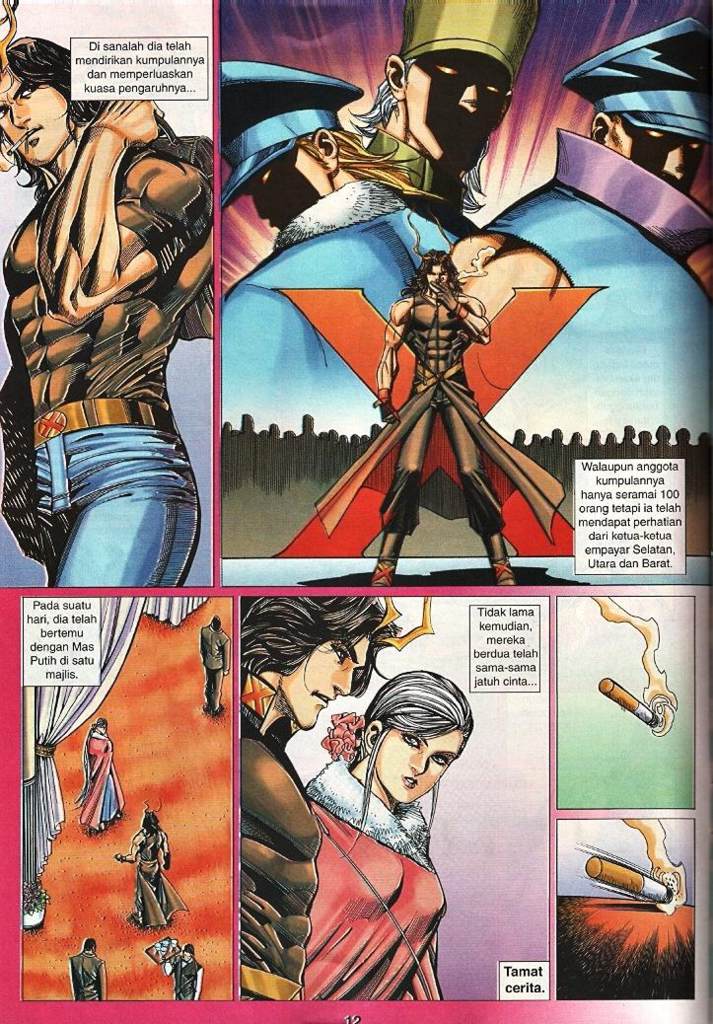 Di sanalah dia telah
mendirikan kumpulannya
dan memperluaskan
kuasa pengaruhnya...
Walaupun anggota
kumpulannya
hanya seramai 100
orang tetapi ia telah
mendapat perhatian
dari ketua-ketua
empayar Selatan,
Utara dan Barat.
Pada suatu
hari, dia telah
bertemu
dengan Mas
Putih di satu
majlis.
Tidak lama
kemudian,
mereka
berdua telah
sama-sama
jatuh cinta...
Tamat
cerita.
12